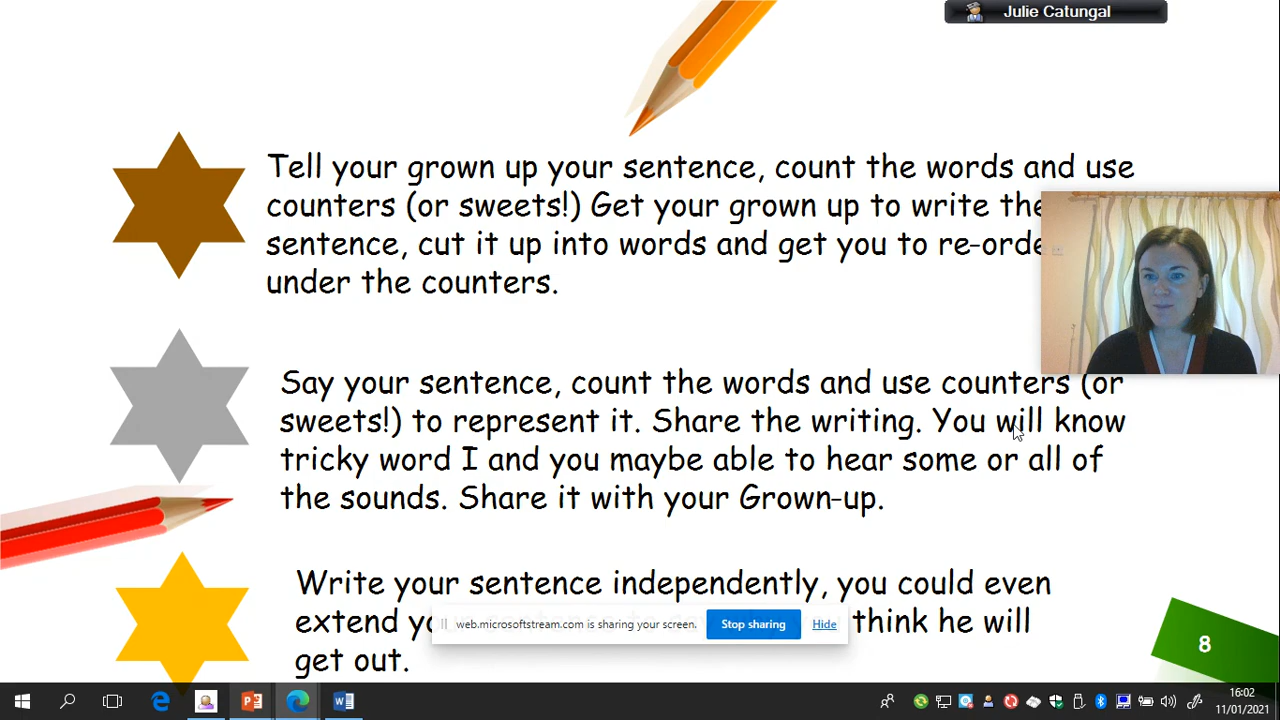 Julie Catungal
Tell your grown up your sentence, count the words and use
counters (or sweets!) Get your grown up to write the
sentence, cut it up into words and get you to
under the counters.
Say your sentence, count the words and use counters (or
sweets!) to represent it. Share the writing. You will know
tricky word I and you maybe able to hear some or all of
the sounds. Share it with your Grown-up.
Write your sentence independently, you could even
extend think he will
get out.
web.microsoftstream.com is sharing your screen. Stop sharing Hide
8
16:02
11/01/2021